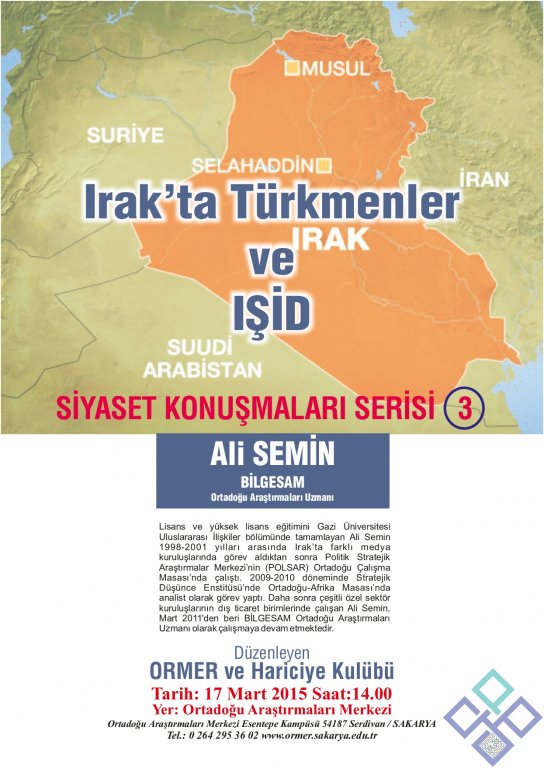 MUSUL
SURİYE
SELAHADDİN
İRAN
Irak'ta Türkmenler
IRAK
ve
IŞİD
SUUDİ
ARABİSTAN
SİYASET KONUŞMALARI SERİSİ 3
Ali SEMİN
BİLGESAM
Ortadoğu Araştırmaları Uzmanı
Lisans ve yüksek lisans eğitimini Gazi Üniversitesi
Uluslararası İlişkiler bölümünde tamamlayan Ali Semin
1998-2001 yılları arasında Irak'ta farklı medya
kuruluşlarında görev aldıktan sonra Politik Stratejik
Araştırmalar Merkezi'nin (POLSAR) Ortadoğu Çalışma
Masası'nda çalıştı. 2009-2010 döneminde Stratejik
Düşünce Enstitüsü'nde Ortadoğu-Afrika Masası'nda
analist olarak görev yaptı. Daha sonra çeşitli özel sektör
kuruluşlarının dış ticaret birimlerinde çalışan Ali Semin,
Mart 2011'den beri BİLGESAM Ortadoğu Araştırmaları
Uzmanı olarak çalışmaya devam etmektedir.
Düzenleyen
ORMER ve Hariciye Kulübü
Tarih: 17 Mart 2015 Saat:14.00
Yer: Ortadoğu Araştırmaları Merkezi
Ortadoğu Araştırmaları Merkezi Esentepe Kampüsü 54187 Serdivan / SAKARYA
Tel.: 0 264 295 36 02 www.ormer.sakarya.edu.tr